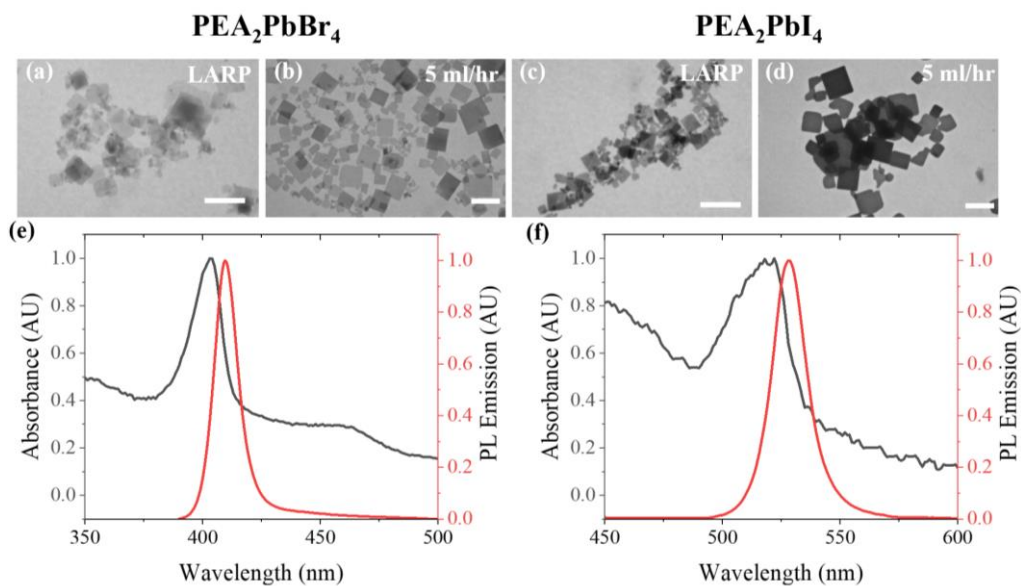 PEA₂PbBr₄
PEA₂PbI₄
(a) LARP
(b) 5 ml/hr
(c) LARP
(d) 5 ml/hr
(e)
1.0
0.8
0.6
0.4
0.2
0.0
Absorbance (AU)
1.0
0.8
0.6
0.4
0.2
0.0
PL Emission (AU)
350 400 450 500
Wavelength (nm)
(f)
1.0
0.8
0.6
0.4
0.2
0.0
Absorbance (AU)
1.0
0.8
0.6
0.4
0.2
0.0
PL Emission (AU)
450 500 550 600
Wavelength (nm)